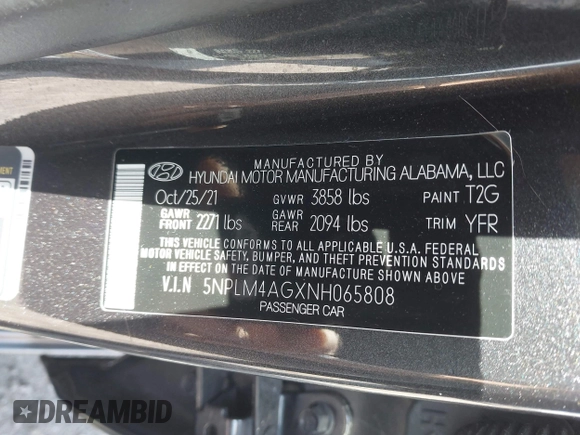 MANUFACTURED BY
HYUNDAI MOTOR MANUFACTURING ALABAMA, LLC
Oct/25/21 GVWR 3858 lbs PAINT T2G
GAWR FRONT 2271 lbs GAWR REAR 2094 lbs TRIM YFR
THIS VEHICLE CONFORMS TO ALL APPLICABLE U.S.A. FEDERAL
MOTOR VEHICLE SAFETY, BUMPER, AND THEFT PREVENTION STANDARDS
IN EFFECT ON THE DATE OF MANUFACTURE SHOWN ABOVE
V.I.N 5NPLM4AGXNH065808
PASSENGER CAR
DREAMBID